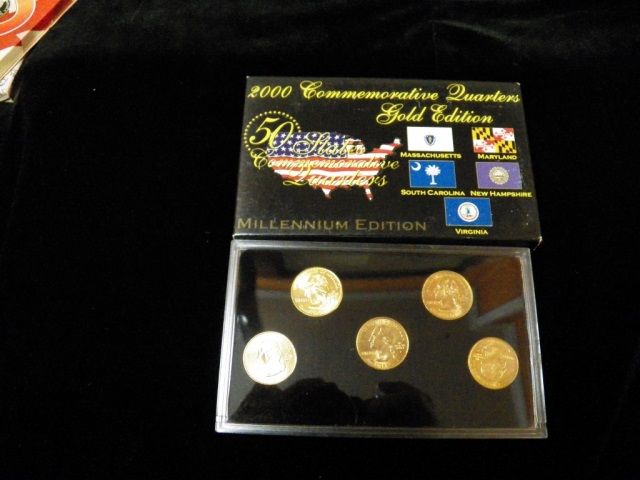 2000 Commemorative Quarters
Gold Edition
50 States
Commemorative
Quarters
MASSACHUSETTS
MARYLAND
SOUTH CAROLINA
NEW HAMPSHIRE
VIRGINIA
MILLENNIUM EDITION